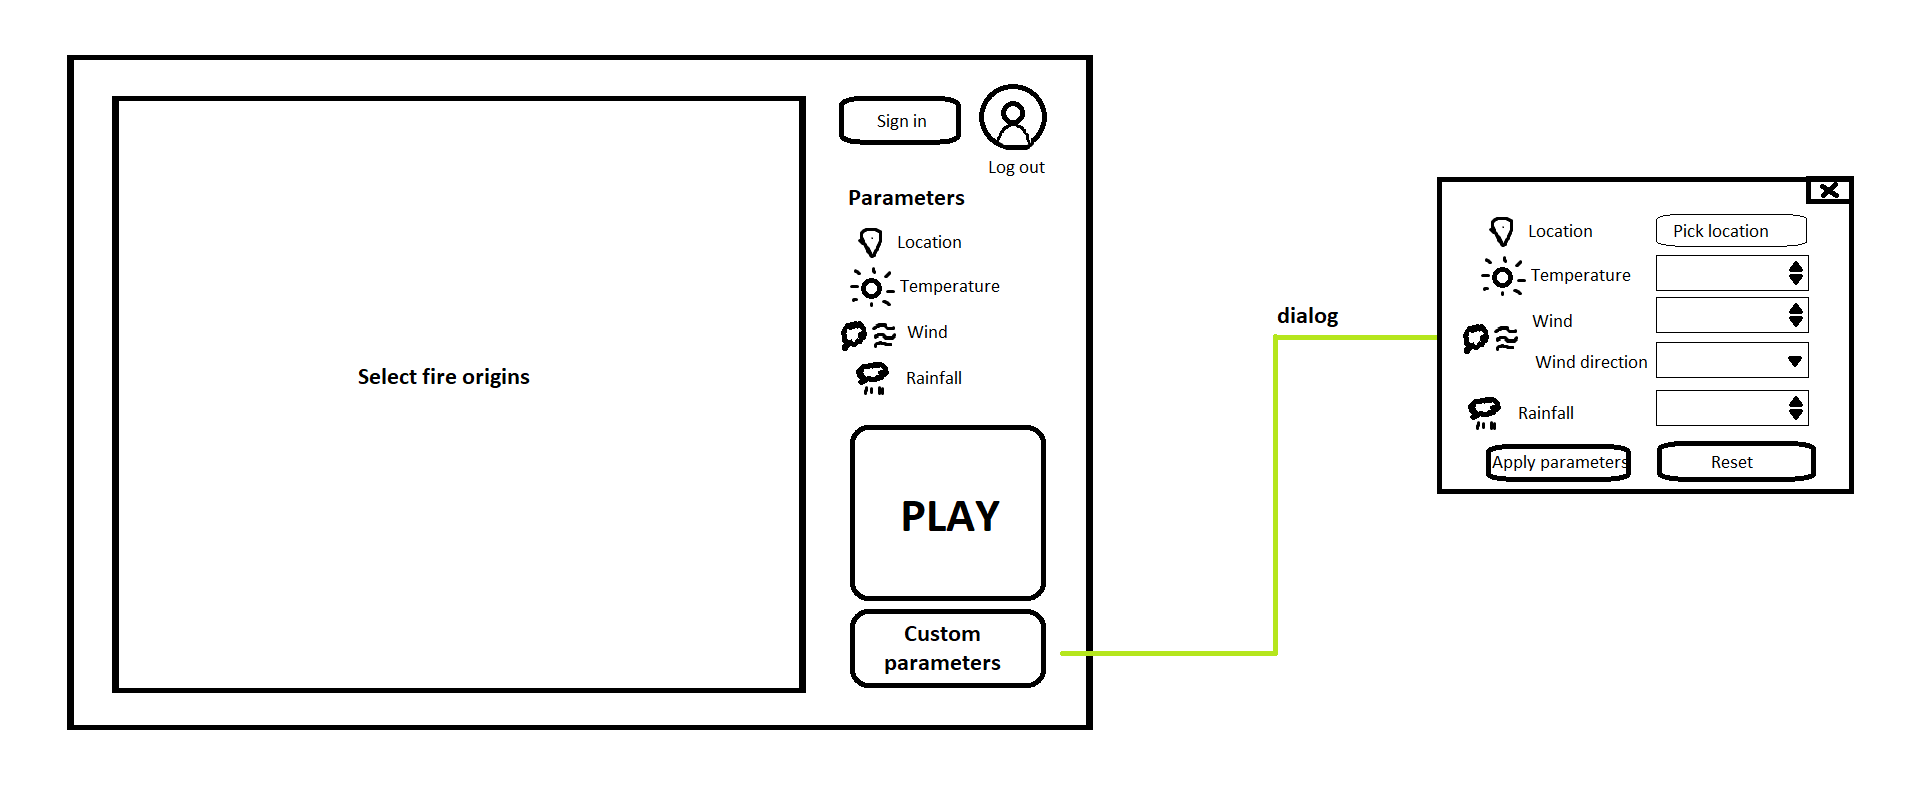 Sign in
Log out
Parameters
Location
Temperature
Wind
Rainfall
Select fire origins
PLAY
Custom
parameters
dialog
Location
Pick location
Temperature
Wind
Wind direction
Rainfall
Apply parameters
Reset